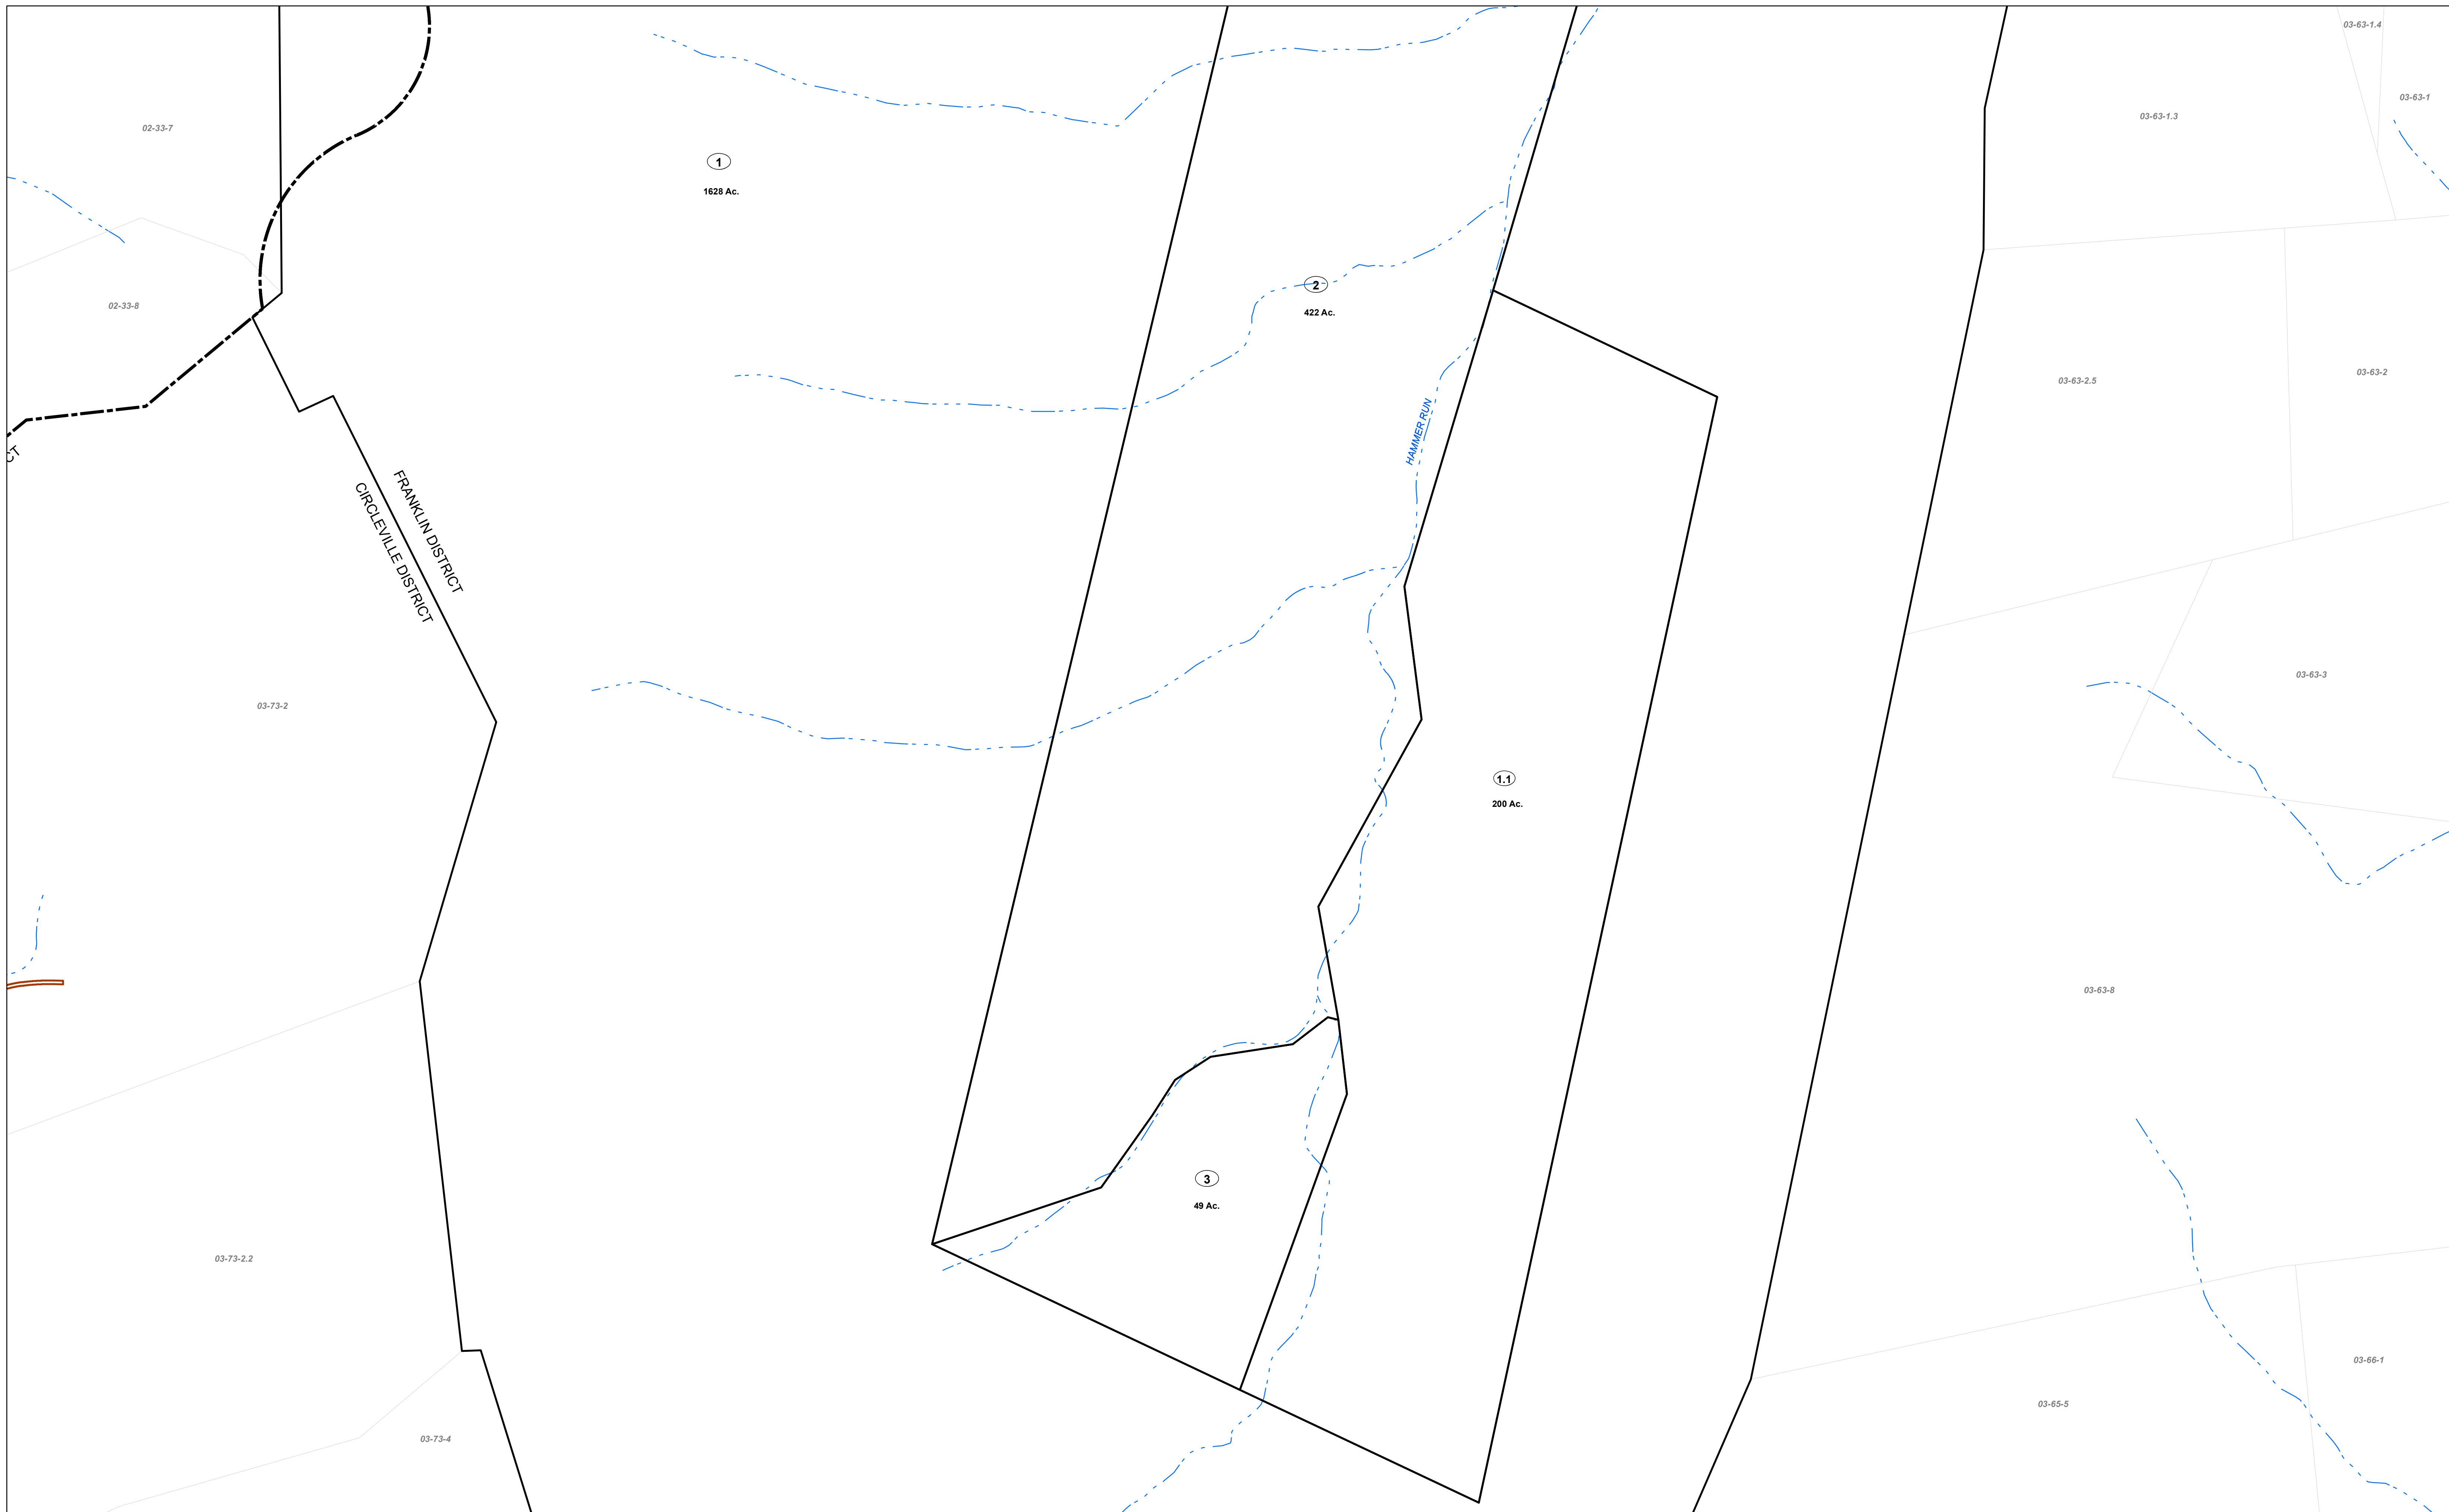 03-63-1.4
03-63-1
03-63-1.3
02-33-7
1
1628 Ac.
2
422 Ac.
02-33-8
03-63-2
03-63-2.5
HAMMER RUN
CT
FRANKLIN DISTRICT
CIRCLEVILLE DISTRICT
03-63-3
03-73-2
1.1
200 Ac.
03-63-8
3
49 Ac.
03-73-2.2
03-66-1
03-65-5
03-73-4